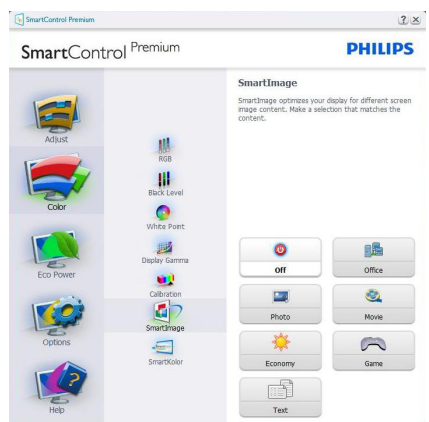 SmartControl Premium
SmartControl Premium
PHILIPS
Adjust
Color
Eco Power
Options
Help
RGB
Black Level
White Point
Display Gamma
Calibration
SmartImage
SmartKolor
SmartImage
SmartImage optimizes your display for different screen
image content. Make a selection that matches the
content.
Off
Office
Photo
Movie
Economy
Game
Text